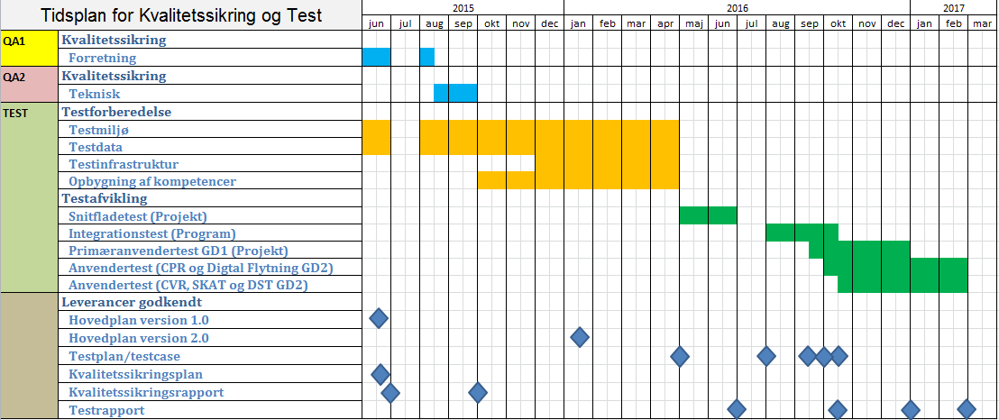 Tidsplan for Kvalitetssikring og Test
2015 2016 2017
jun jul aug sep okt nov dec jan feb mar apr maj jun jul aug sep okt nov dec jan feb mar
QA1 Kvalitetssikring
Forretning
QA2 Kvalitetssikring
Teknisk
TEST Testforberedelse
Testmiljø
Testdata
Testinfrastruktur
Opbygning af kompetencer
Testafvikling
Snitfladetest (Projekt)
Integrationstest (Program)
Primæranvendertest GD1 (Projekt)
Anvendertest (CPR og Digtal Flytning GD2)
Anvendertest (CVR, SKAT og DST GD2)
Leverancer godkendt
Hovedplan version 1.0
Hovedplan version 2.0
Testplan/testcase
Kvalitetssikringsplan
Kvalitetssikringsrapport
Testrapport